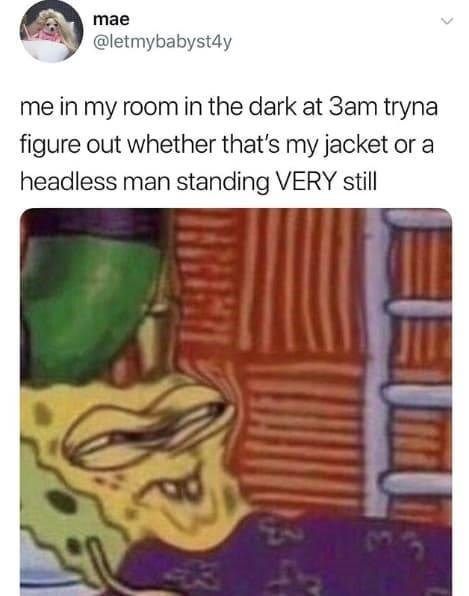 mae
@letmybabyst4y
me in my room in the dark at 3am tryna
figure out whether that's my jacket or a
headless man standing VERY still